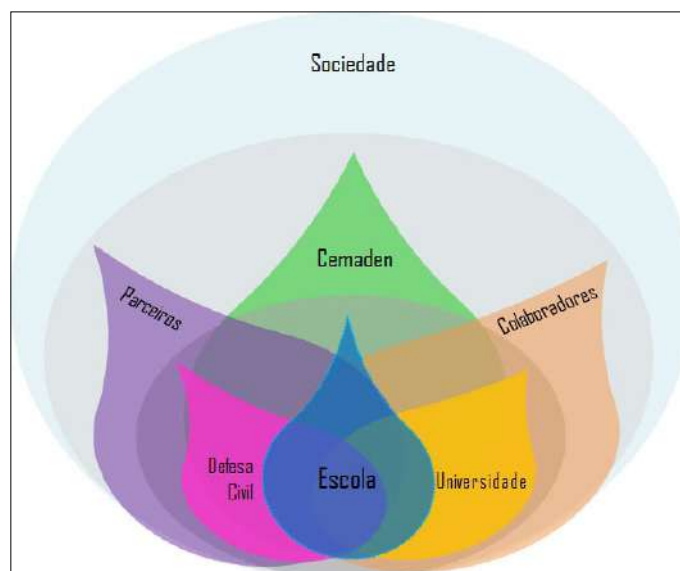 Sociedade
Cemaden
Parceiros
Colaboradores
Defesa
Civil
Escola
Universidade